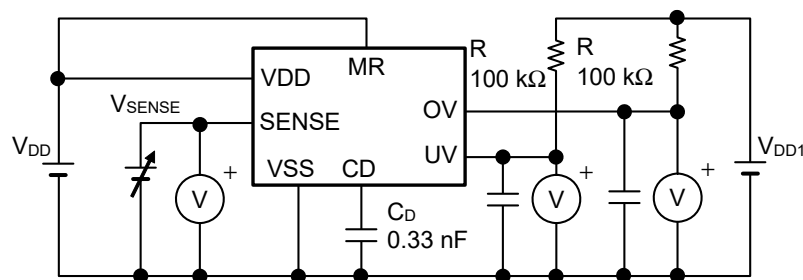 R
R
VDD
MR
100 kΩ
100 kΩ
VSENSE
SENSE
OV
VDD
+
UV
+
+
VDD1
VSS
CD
V
V
V
CD
0.33 nF